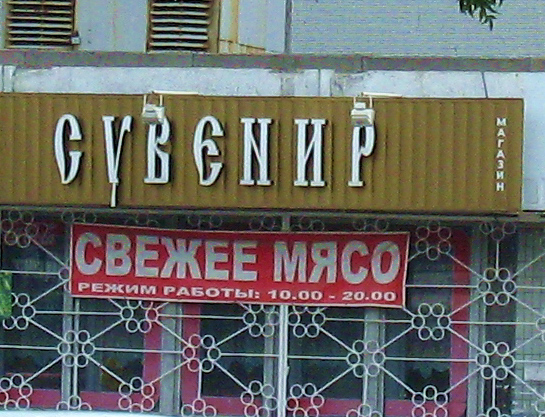 СУВЕНИР
МАГАЗИН
СВЕЖЕЕ МЯСО
РЕЖИМ РАБОТЫ: 10.00 - 20.00